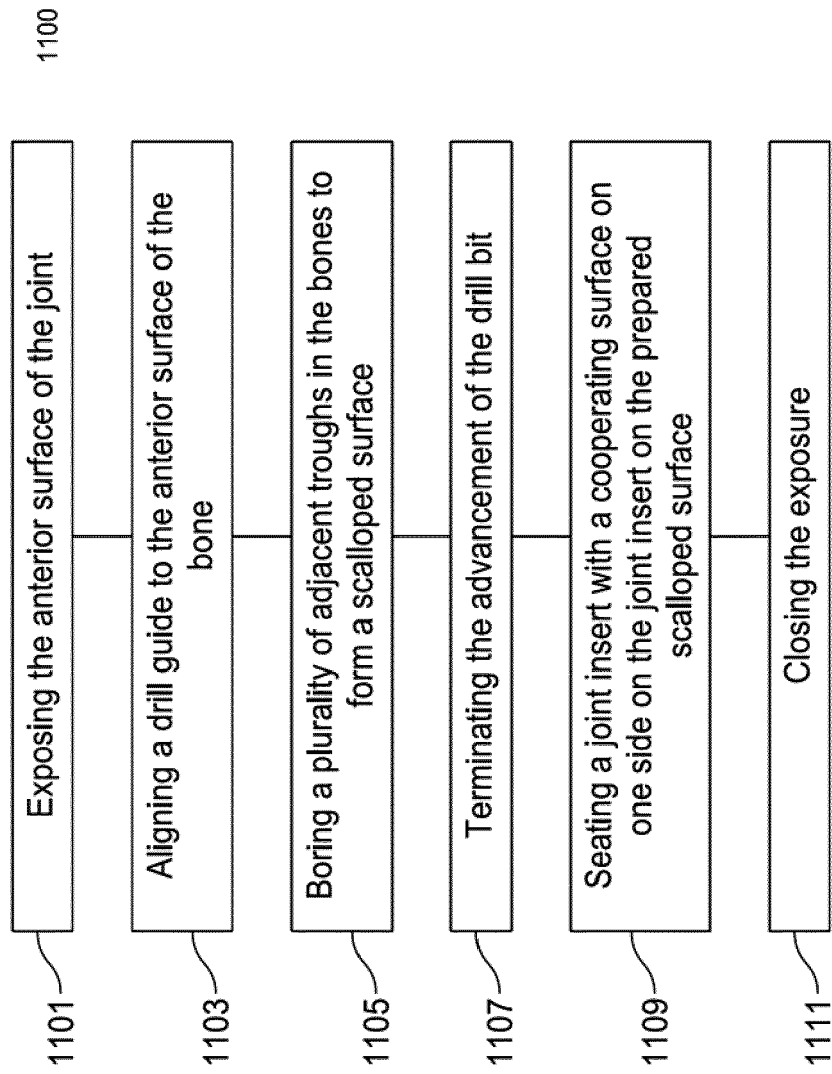 1100
1101
Exposing the anterior surface of the joint
1103
Aligning a drill guide to the anterior surface of the
bone
1105
Boring a plurality of adjacent troughs in the bones to
form a scalloped surface
1107
Terminating the advancement of the drill bit
1109
Seating a joint insert with a cooperating surface on
one side on the joint insert on the prepared
scalloped surface
1111
Closing the exposure